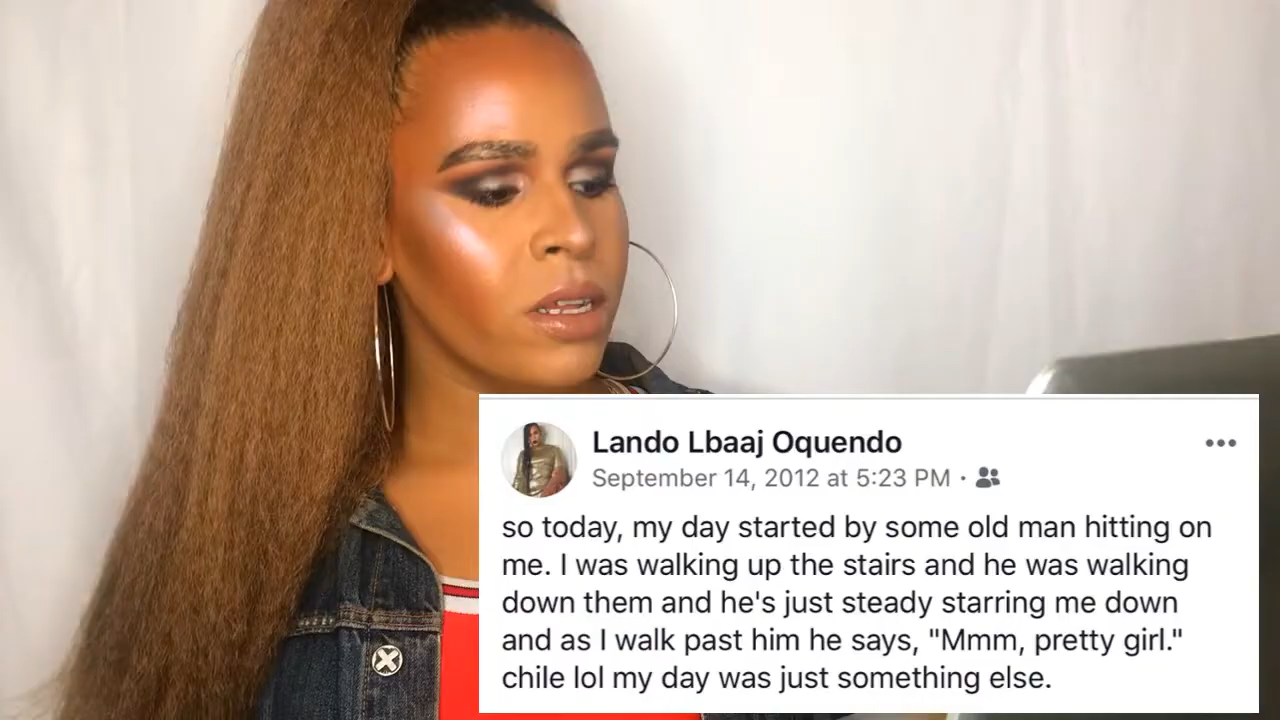 Lando Lbaaj Oquendo
September 14, 2012 at 5:23 PM ·
so today, my day started by some old man hitting on
me. I was walking up the stairs and he was walking
down them and he's just steady starring me down
and as I walk past him he says, "Mmm, pretty girl."
chile lol my day was just something else.